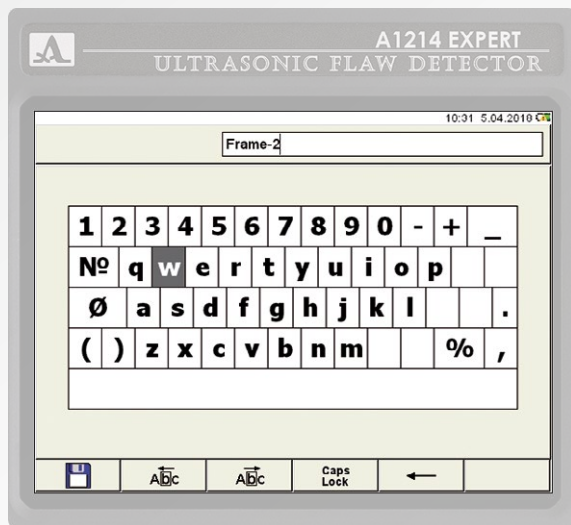 A1214 EXPERT
ULTRASONIC FLAW DETECTOR
10:31 5.04.2018
Frame-2
1 2 3 4 5 6 7 8 9 0 - + _
№ q w e r t y u i o p
Ø a s d f g h j k l .
( ) z x c v b n m % ,
Abc Abc Caps Lock ←